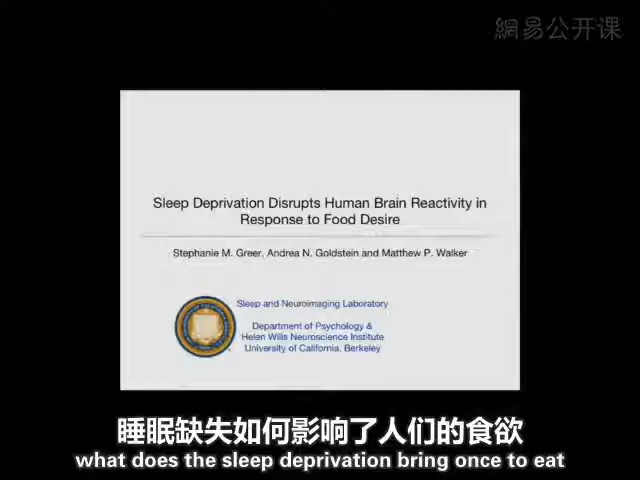 網易公开课
Sleep Deprivation Disrupts Human Brain Reactivity in
Response to Food Desire
Stephanie M. Greer, Andrea N. Goldstein and Matthew P. Walker
Sleep and Neuroimaging Laboratory
Department of Psychology &
Helen Wills Neuroscience Institute
University of California, Berkeley
睡眠缺失如何影响了人们的食欲
what does the sleep deprivation bring once to eat